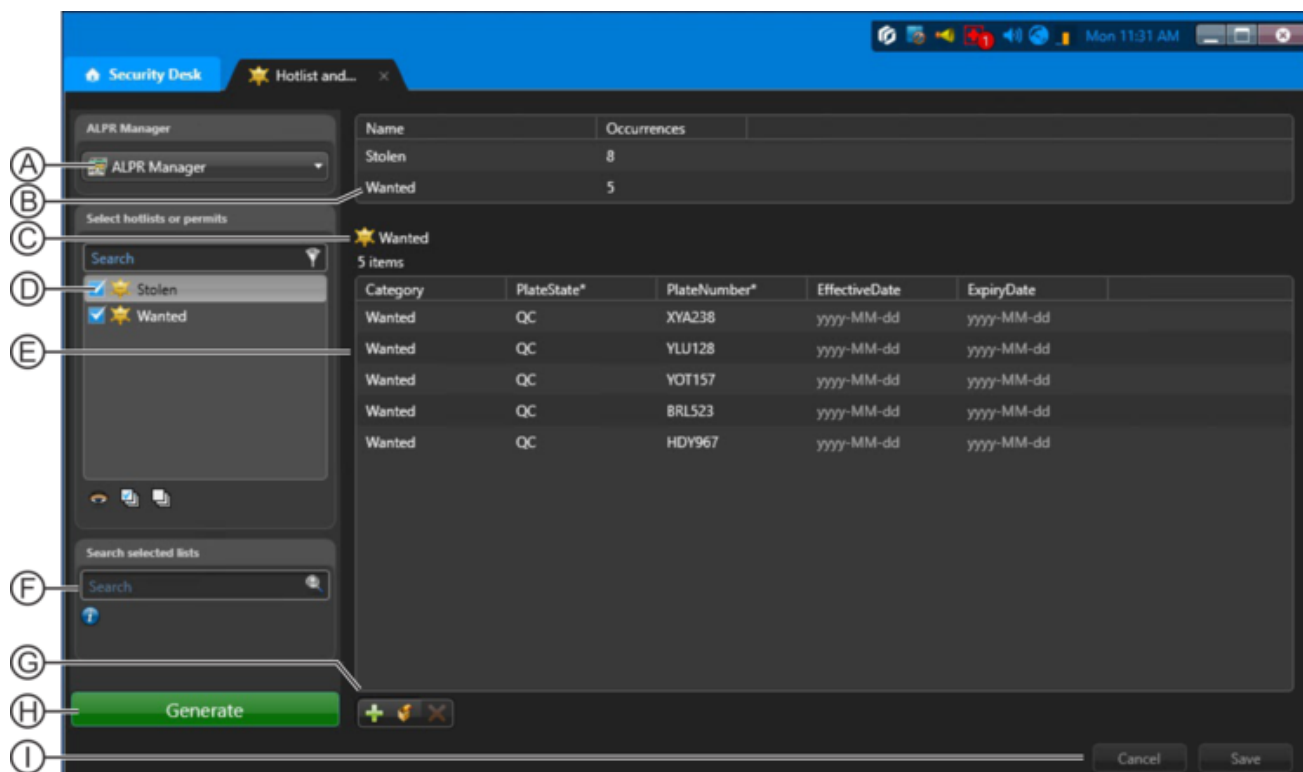 1
Mon 11:31 AM
Security Desk
Hotlist and...
ALPR Manager
Name Occurrences
A
ALPR Manager
Stolen 8
B
Wanted 5
Select hotlists or permits
C
Wanted
Search
5 items
D
Stolen
Category PlateState* PlateNumber* EffectiveDate ExpiryDate
Wanted
Wanted QC XYA238 yyyy-MM-dd yyyy-MM-dd
E
Wanted QC YLU128 yyyy-MM-dd yyyy-MM-dd
Wanted QC YOT157 yyyy-MM-dd yyyy-MM-dd
Wanted QC BRL523 yyyy-MM-dd yyyy-MM-dd
Wanted QC HDY967 yyyy-MM-dd yyyy-MM-dd
Search selected lists
F
Search
G
H
Generate
I
Cancel Save